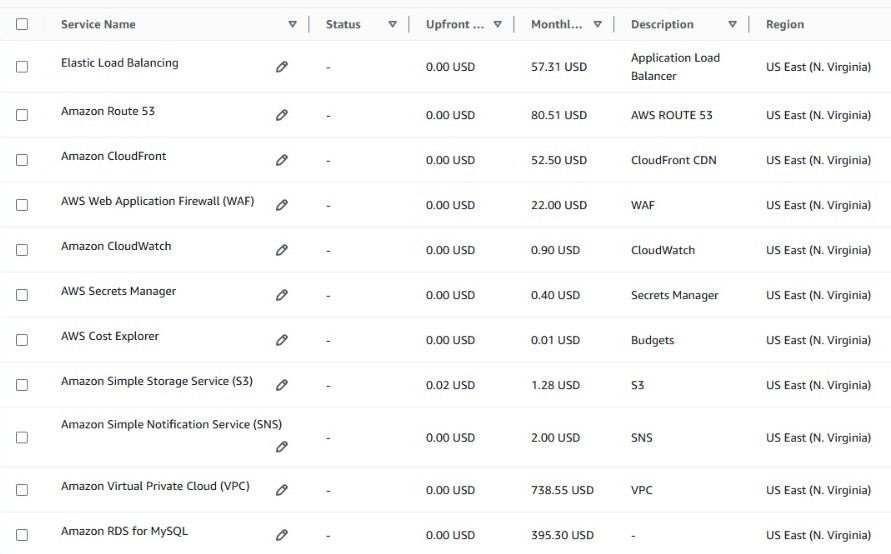 Service Name Status Upfront ... Monthl... Description Region
Elastic Load Balancing - 0.00 USD 57.31 USD Application Load Balancer US East (N. Virginia)
Amazon Route 53 - 0.00 USD 80.51 USD AWS ROUTE 53 US East (N. Virginia)
Amazon CloudFront - 0.00 USD 52.50 USD CloudFront CDN US East (N. Virginia)
AWS Web Application Firewall (WAF) - 0.00 USD 22.00 USD WAF US East (N. Virginia)
Amazon CloudWatch - 0.00 USD 0.90 USD CloudWatch US East (N. Virginia)
AWS Secrets Manager - 0.00 USD 0.40 USD Secrets Manager US East (N. Virginia)
AWS Cost Explorer - 0.00 USD 0.01 USD Budgets US East (N. Virginia)
Amazon Simple Storage Service (S3) - 0.02 USD 1.28 USD S3 US East (N. Virginia)
Amazon Simple Notification Service (SNS) - 0.00 USD 2.00 USD SNS US East (N. Virginia)
Amazon Virtual Private Cloud (VPC) - 0.00 USD 738.55 USD VPC US East (N. Virginia)
Amazon RDS for MySQL - 0.00 USD 395.30 USD - US East (N. Virginia)